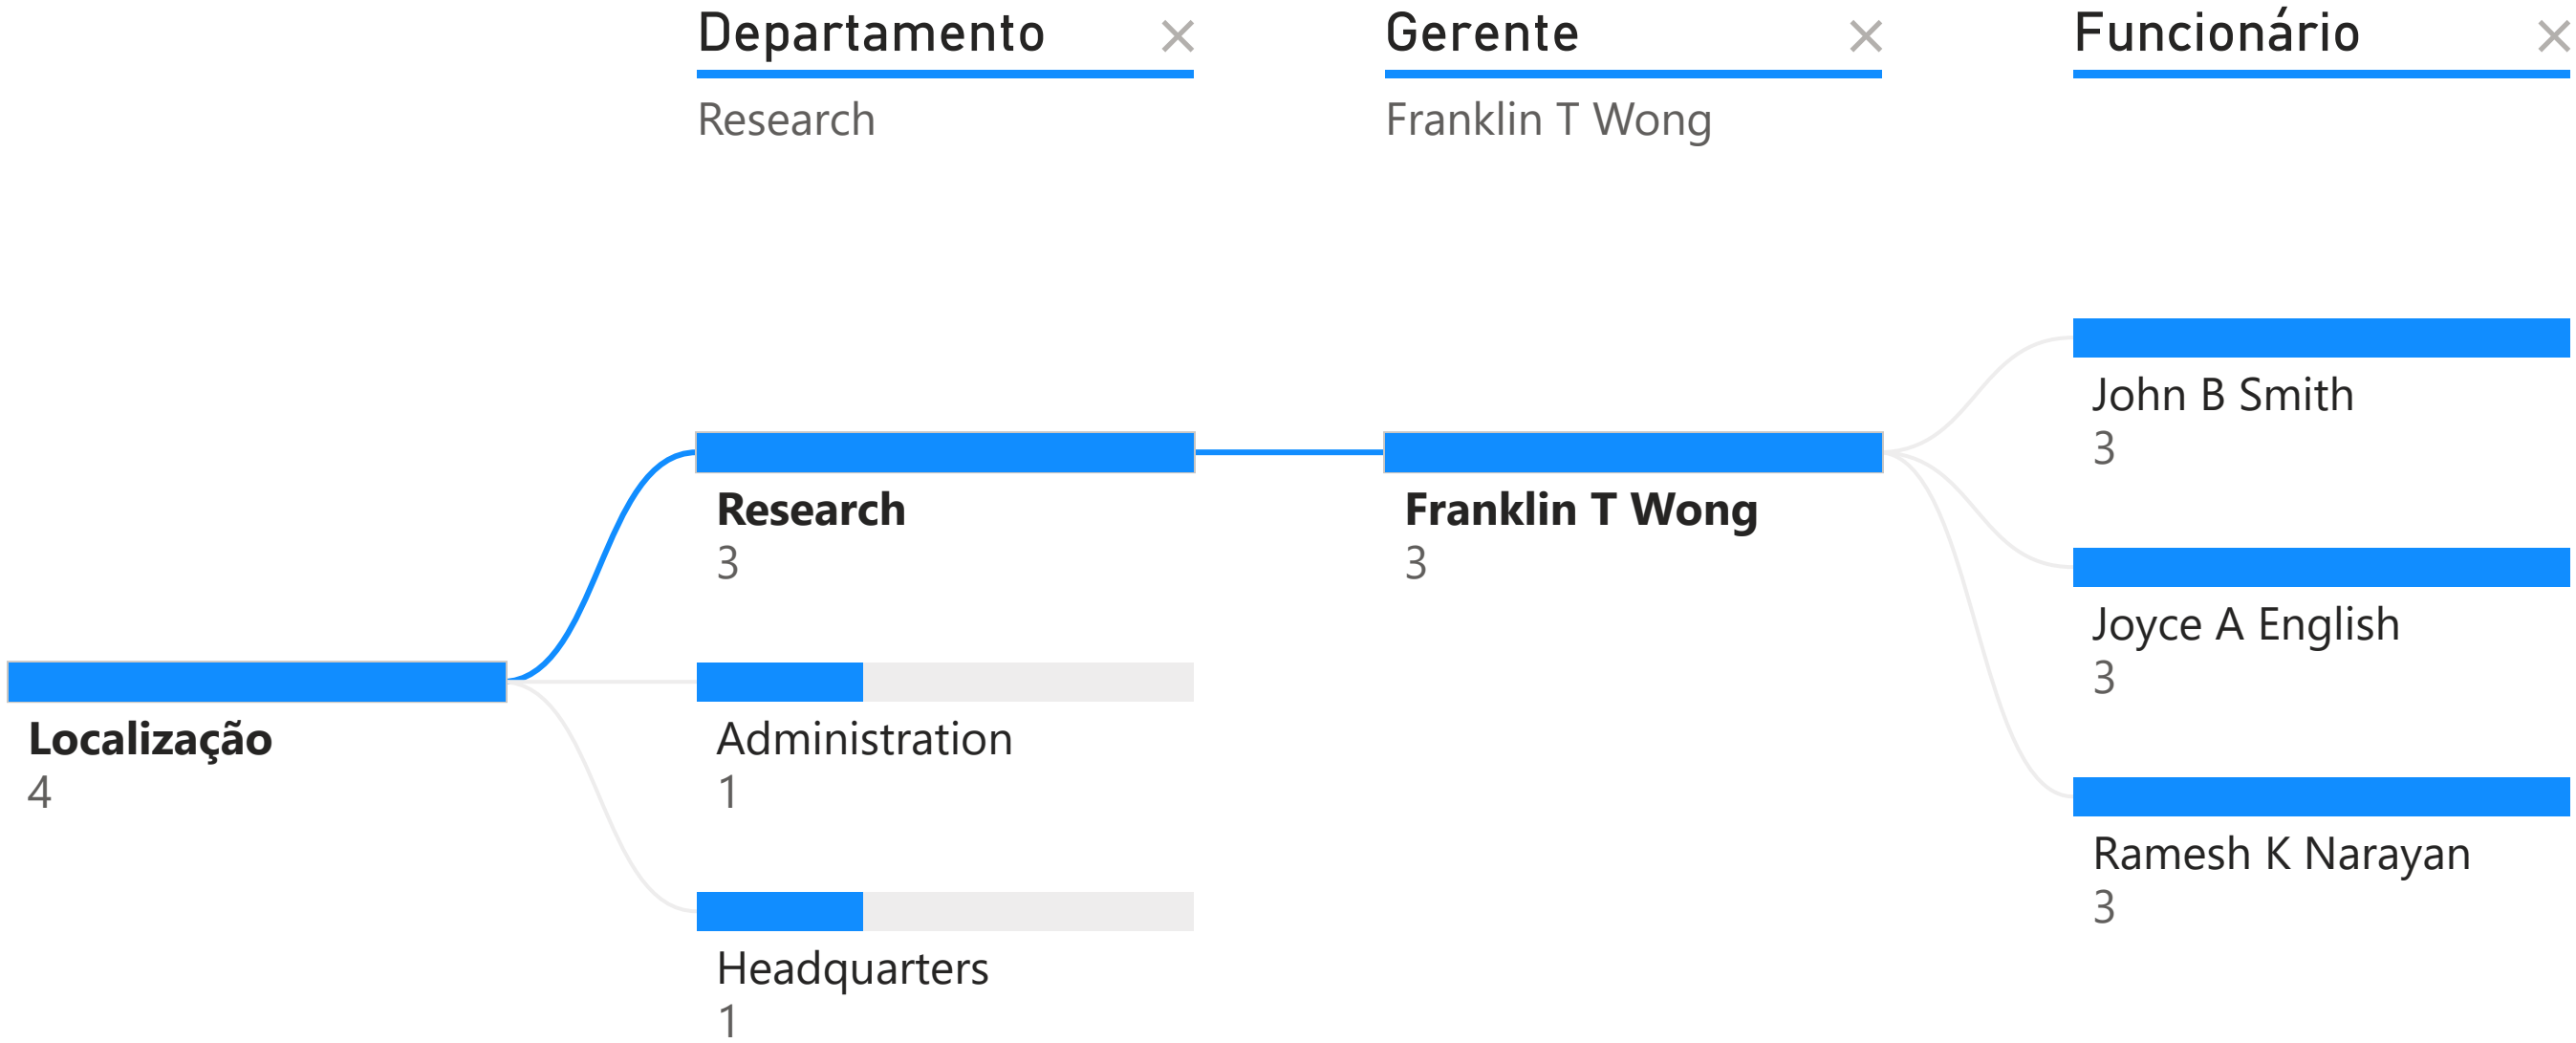 Departamento
Research
Gerente
Franklin T Wong
Funcionário
Localização
4
Research
3
Administration
1
Headquarters
1
Franklin T Wong
3
John B Smith
3
Joyce A English
3
Ramesh K Narayan
3